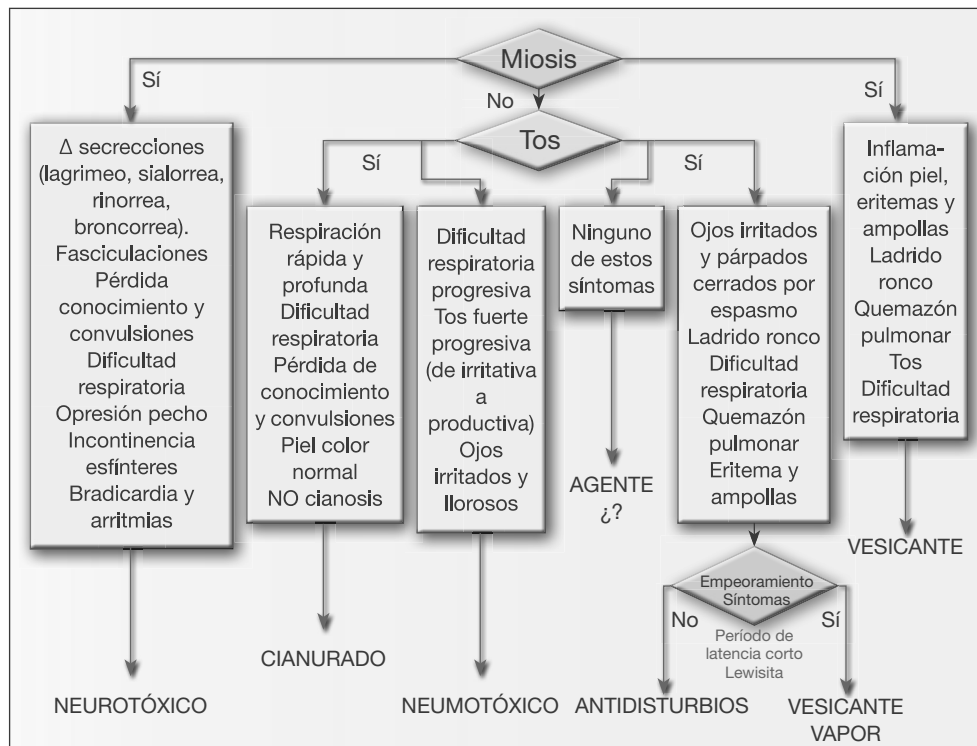 Miosis
Sí
No
Sí
Tos
Sí
Sí
Δ secrecciones
(lagrimeo, sialorrea,
rinorrea,
broncorrea).
Fasciculaciones
Pérdida
conocimiento y
convulsiones
Dificultad
respiratoria
Opresión pecho
Incontinencia
esfínteres
Bradicardia y
arritmias
NEUROTÓXICO
Respiración
rápida y
profunda
Dificultad
respiratoria
Pérdida de
conocimiento
y convulsiones
Piel color
normal
NO cianosis
CIANURADO
Dificultad
respiratoria
progresiva
Tos fuerte
progresiva
(de irritativa
a
productiva)
Ojos
irritados y
llorosos
NEUMOTÓXICO
Ninguno
de estos
síntomas
AGENTE
¿?
Ojos irritados
y párpados
cerrados por
espasmo
Ladrido ronco
Dificultad
respiratoria
Quemazón
pulmonar
Eritema y
ampollas
Empeoramiento
Síntomas
No
Sí
Período de
latencia corto
Lewisita
ANTIDISTURBIOS
VESICANTE
VAPOR
Inflama-
ción piel,
eritemas y
ampollas
Ladrido
ronco
Quemazón
pulmonar
Tos
Dificultad
respiratoria
VESICANTE